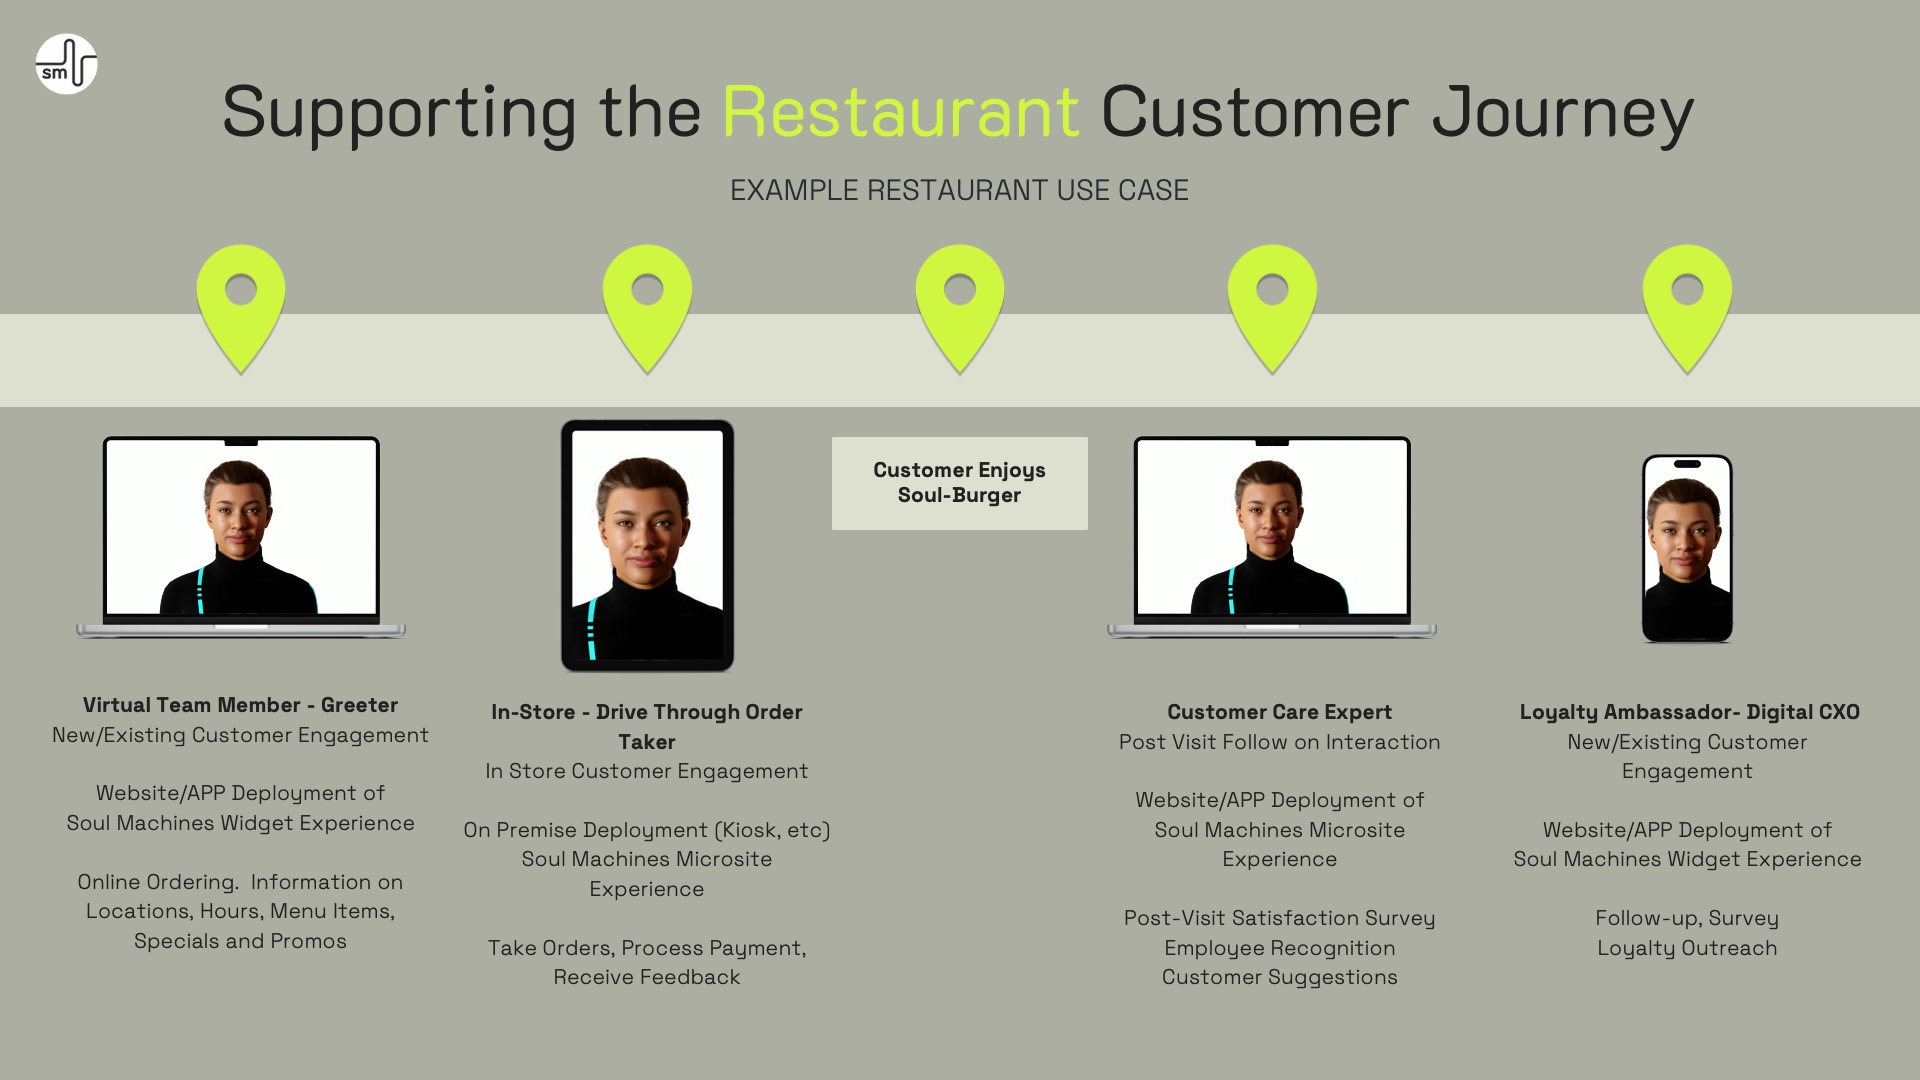 sm
Supporting the Restaurant Customer Journey
EXAMPLE RESTAURANT USE CASE
Customer Enjoys
Soul-Burger
Virtual Team Member - Greeter
New/Existing Customer Engagement
Website/APP Deployment of
Soul Machines Widget Experience
Online Ordering.  Information on
Locations, Hours, Menu Items,
Specials and Promos
In-Store - Drive Through Order
Taker
In Store Customer Engagement
On Premise Deployment (Kiosk, etc)
Soul Machines Microsite
Experience
Take Orders, Process Payment,
Receive Feedback
Customer Care Expert
Post Visit Follow on Interaction
Website/APP Deployment of
Soul Machines Microsite
Experience
Post-Visit Satisfaction Survey
Employee Recognition
Customer Suggestions
Loyalty Ambassador- Digital CXO
New/Existing Customer
Engagement
Website/APP Deployment of
Soul Machines Widget Experience
Follow-up, Survey
Loyalty Outreach